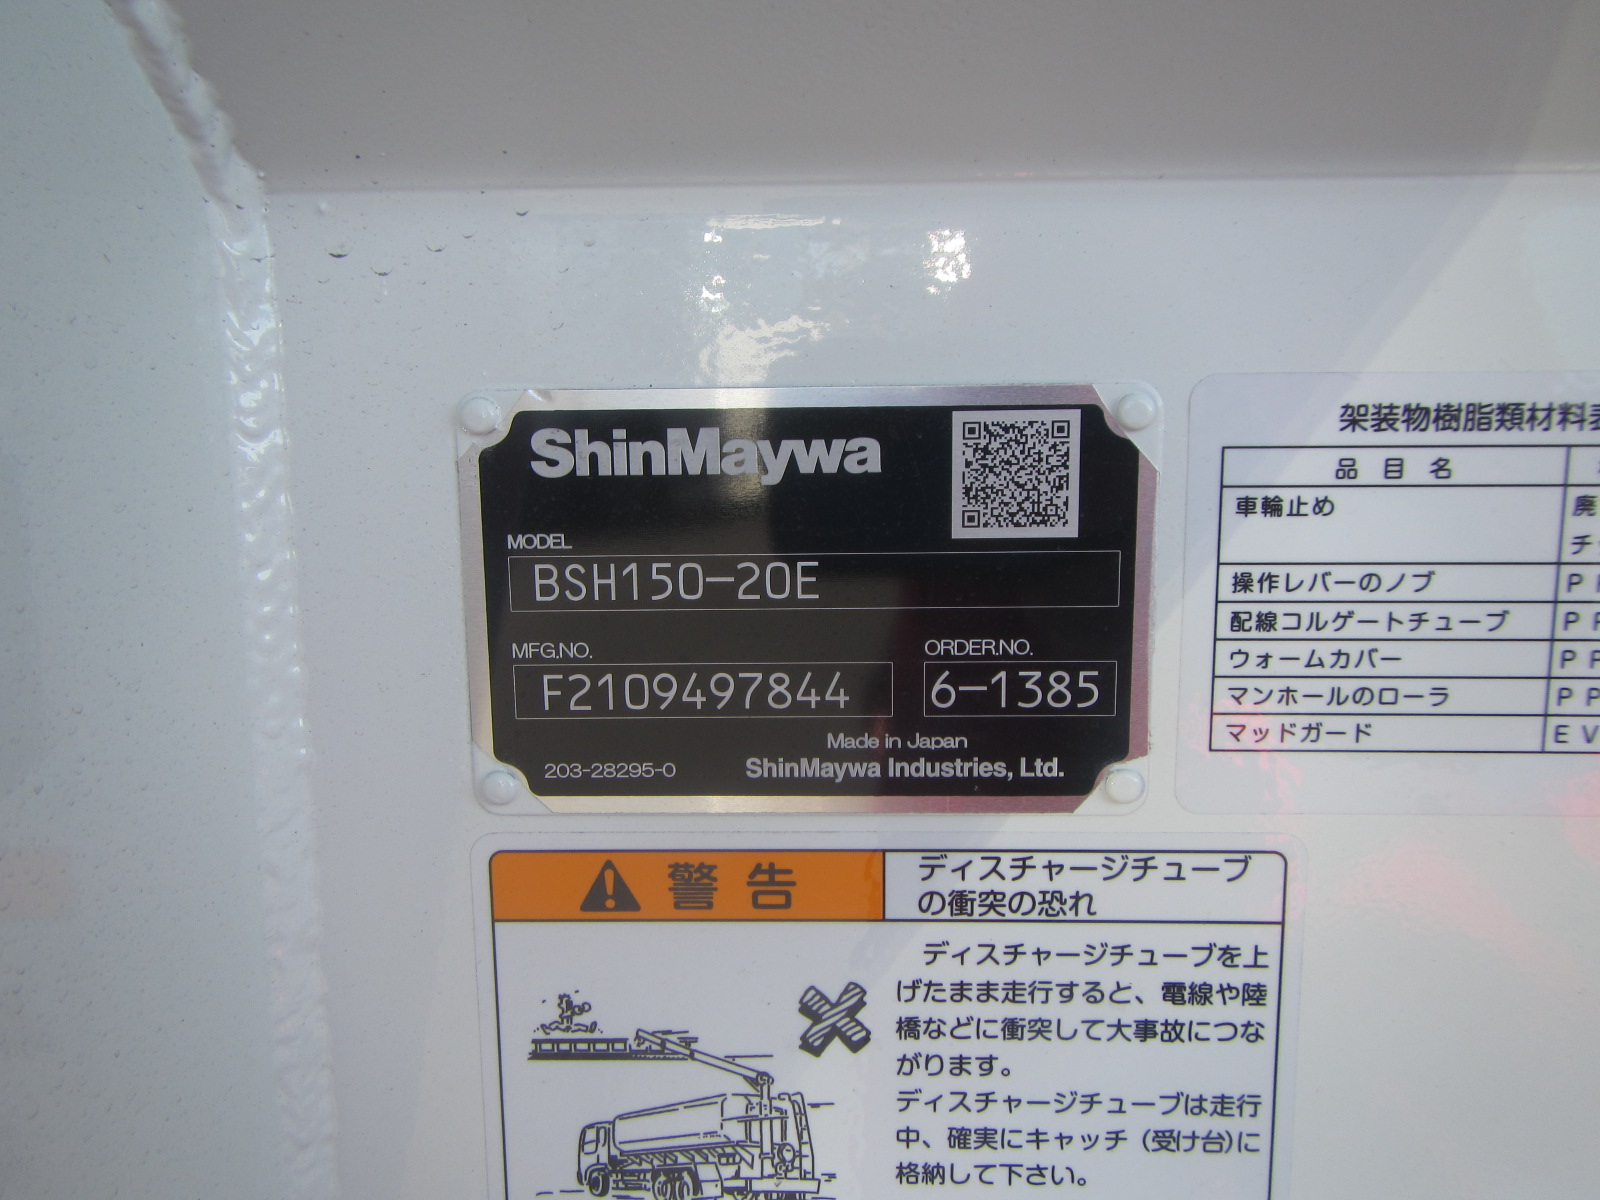 ShinMaywa
MODEL
BSH150-20E
MFG.NO.
F2109497844
ORDER.NO.
6-1385
Made in Japan
203-28295-0
ShinMaywa Industries, Ltd.
架装物樹脂類材料
品目名
車輪止め
廃
チ
操作レバーのノブ
P
配線コルゲートチューブ
P
ウォームカバー
P P
マンホールのローラ
P P
マッドガード
E V
警告
ディスチャージチューブ
の衝突の恐れ
ディスチャージチューブを上
げたまま走行すると、電線や陸
橋などに衝突して大事故につな
がります。
ディスチャージチューブは走行
中、確実にキャッチ（受け台）に
格納して下さい。